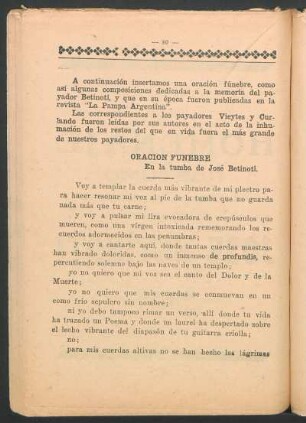 A continuación insertamos una oración fúnebre, como
así algunas composiciones dedicadas a la memoria del pa-
yador Betinotí, y que en su época fueron publicadas en la
revista "La Pampa Argentina".
Las correspondientes a los payadores Vieytes y Cur-
lando fueron leídas por sus autores en el acto de la inhu-
mación de los restos del que en vida fuera el más grande
de nuestros payadores.
ORACION FUNEBRE
En la tumba de José Betinotí.
Voy a templar la cuerda más vibrante de mi plectro para
hacer resonar mi voz al pie de la tumba que no guarda
nada más que tu carne;
y voy a pulsar mi lira evocadora de crepúsculos que
mueren, como una virgen intocada rememorando los re-
cuerdos adormecidos en las penumbras;
y voy a cantarte aquí, donde tantas cuerdas maestras
han vibrado doloridas, como un inmenso de profundis, re-
percutiendo solemne bajo las naves de un templo;
yo no quiero que mi voz sea el canto del Dolor y de la
Muerte;
yo no quiero que mis cuerdas se conmuevan en un
como frío sepulcro sin nombre;
ni yo debo tampoco rimar un verso, allí donde tu vida
ha truzado un Poema y donde un laurel ha despertado sobre
el lecho vibrante del diapasón de tu guitarra criolla;
no;
para mis cuerdas altivas no se han hecho las lágrimas